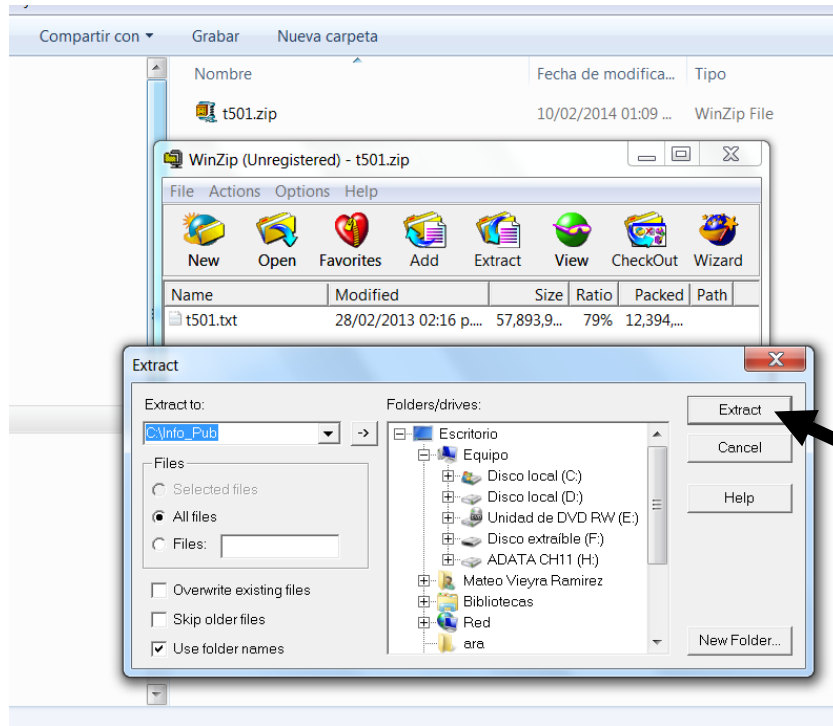 Compartir con Grabar Nueva carpeta
Nombre Fecha de modifica... Tipo
t501.zip 10/02/2014 01:09 ... WinZip File
WinZip (Unregistered) - t501.zip
File Actions Options Help
New Open Favorites Add Extract View CheckOut Wizard
Name Modified Size Ratio Packed Path
t501.txt 28/02/2013 02:16 p.... 57,893,9... 79% 12,394,...
Extract
Extract to:
C:\Info_Pub
->
Files
Selected files
All files
Files:
Overwrite existing files
Skip older files
Use folder names
Folders/drives:
Escritorio
Equipo
Disco local (C:)
Disco local (D:)
Unidad de DVD RW (E:)
Disco extraíble (F:)
ADATA CH11 (H:)
Mateo Vieyra Ramirez
Bibliotecas
Red
ara
Extract
Cancel
Help
New Folder...